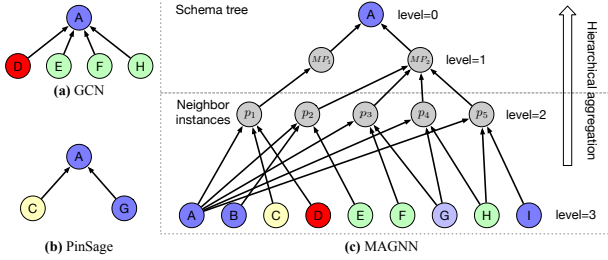 A
D E F H
(a) GCN
A
C G
(b) PinSage
Schema tree
A level=0
MP₁ MP₂ level=1
Neighbor
instances
p₁ p₂ p₃ p₄ p₅ level=2
A B C D E F G H I level=3
(c) MAGNN
Hierarchical aggregation